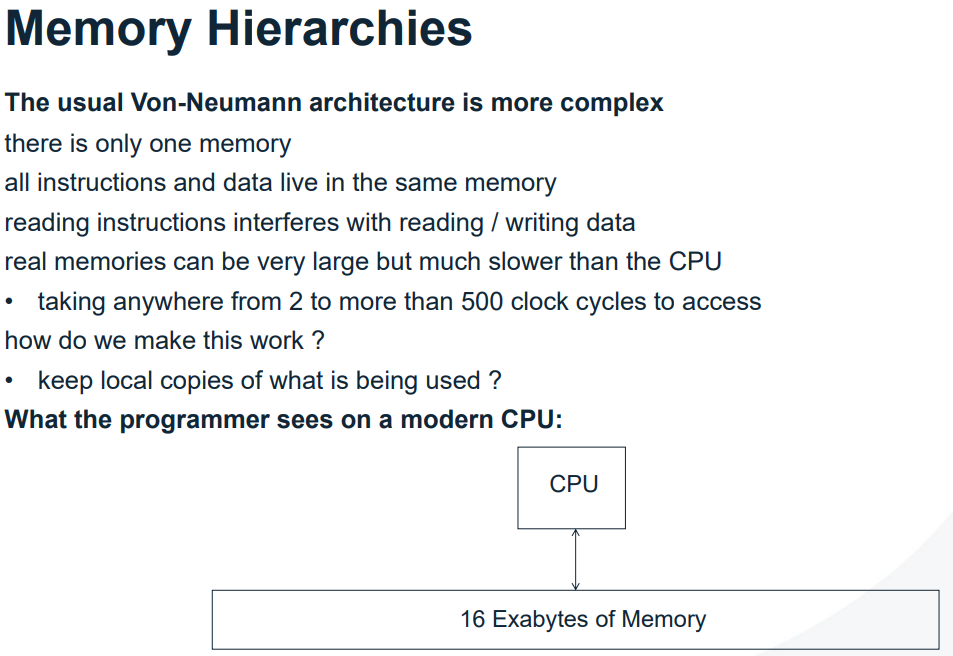 Memory Hierarchies
The usual Von-Neumann architecture is more complex
there is only one memory
all instructions and data live in the same memory
reading instructions interferes with reading / writing data
real memories can be very large but much slower than the CPU
• taking anywhere from 2 to more than 500 clock cycles to access
how do we make this work ?
• keep local copies of what is being used ?
What the programmer sees on a modern CPU:
CPU
16 Exabytes of Memory